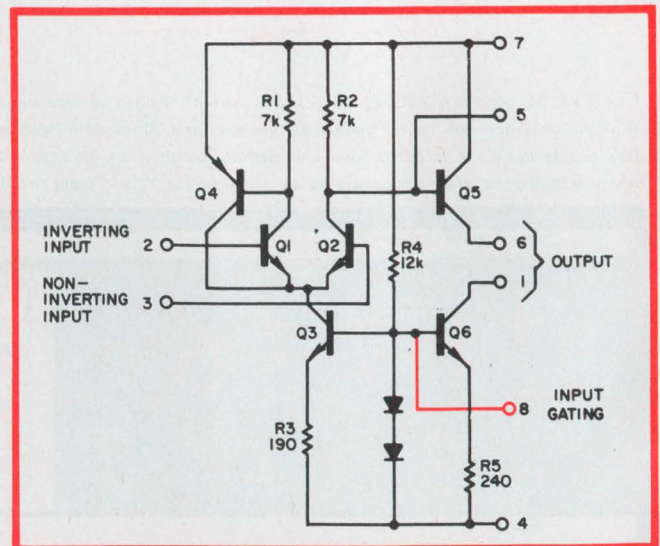 7
R1
7k
R2
7k
5
Q4
Q5
INVERTING
INPUT
2
Q1
Q2
R4
12k
6
OUTPUT
1
NON-
INVERTING
INPUT
3
Q3
Q6
8
INPUT
GATING
R3
190
R5
240
4